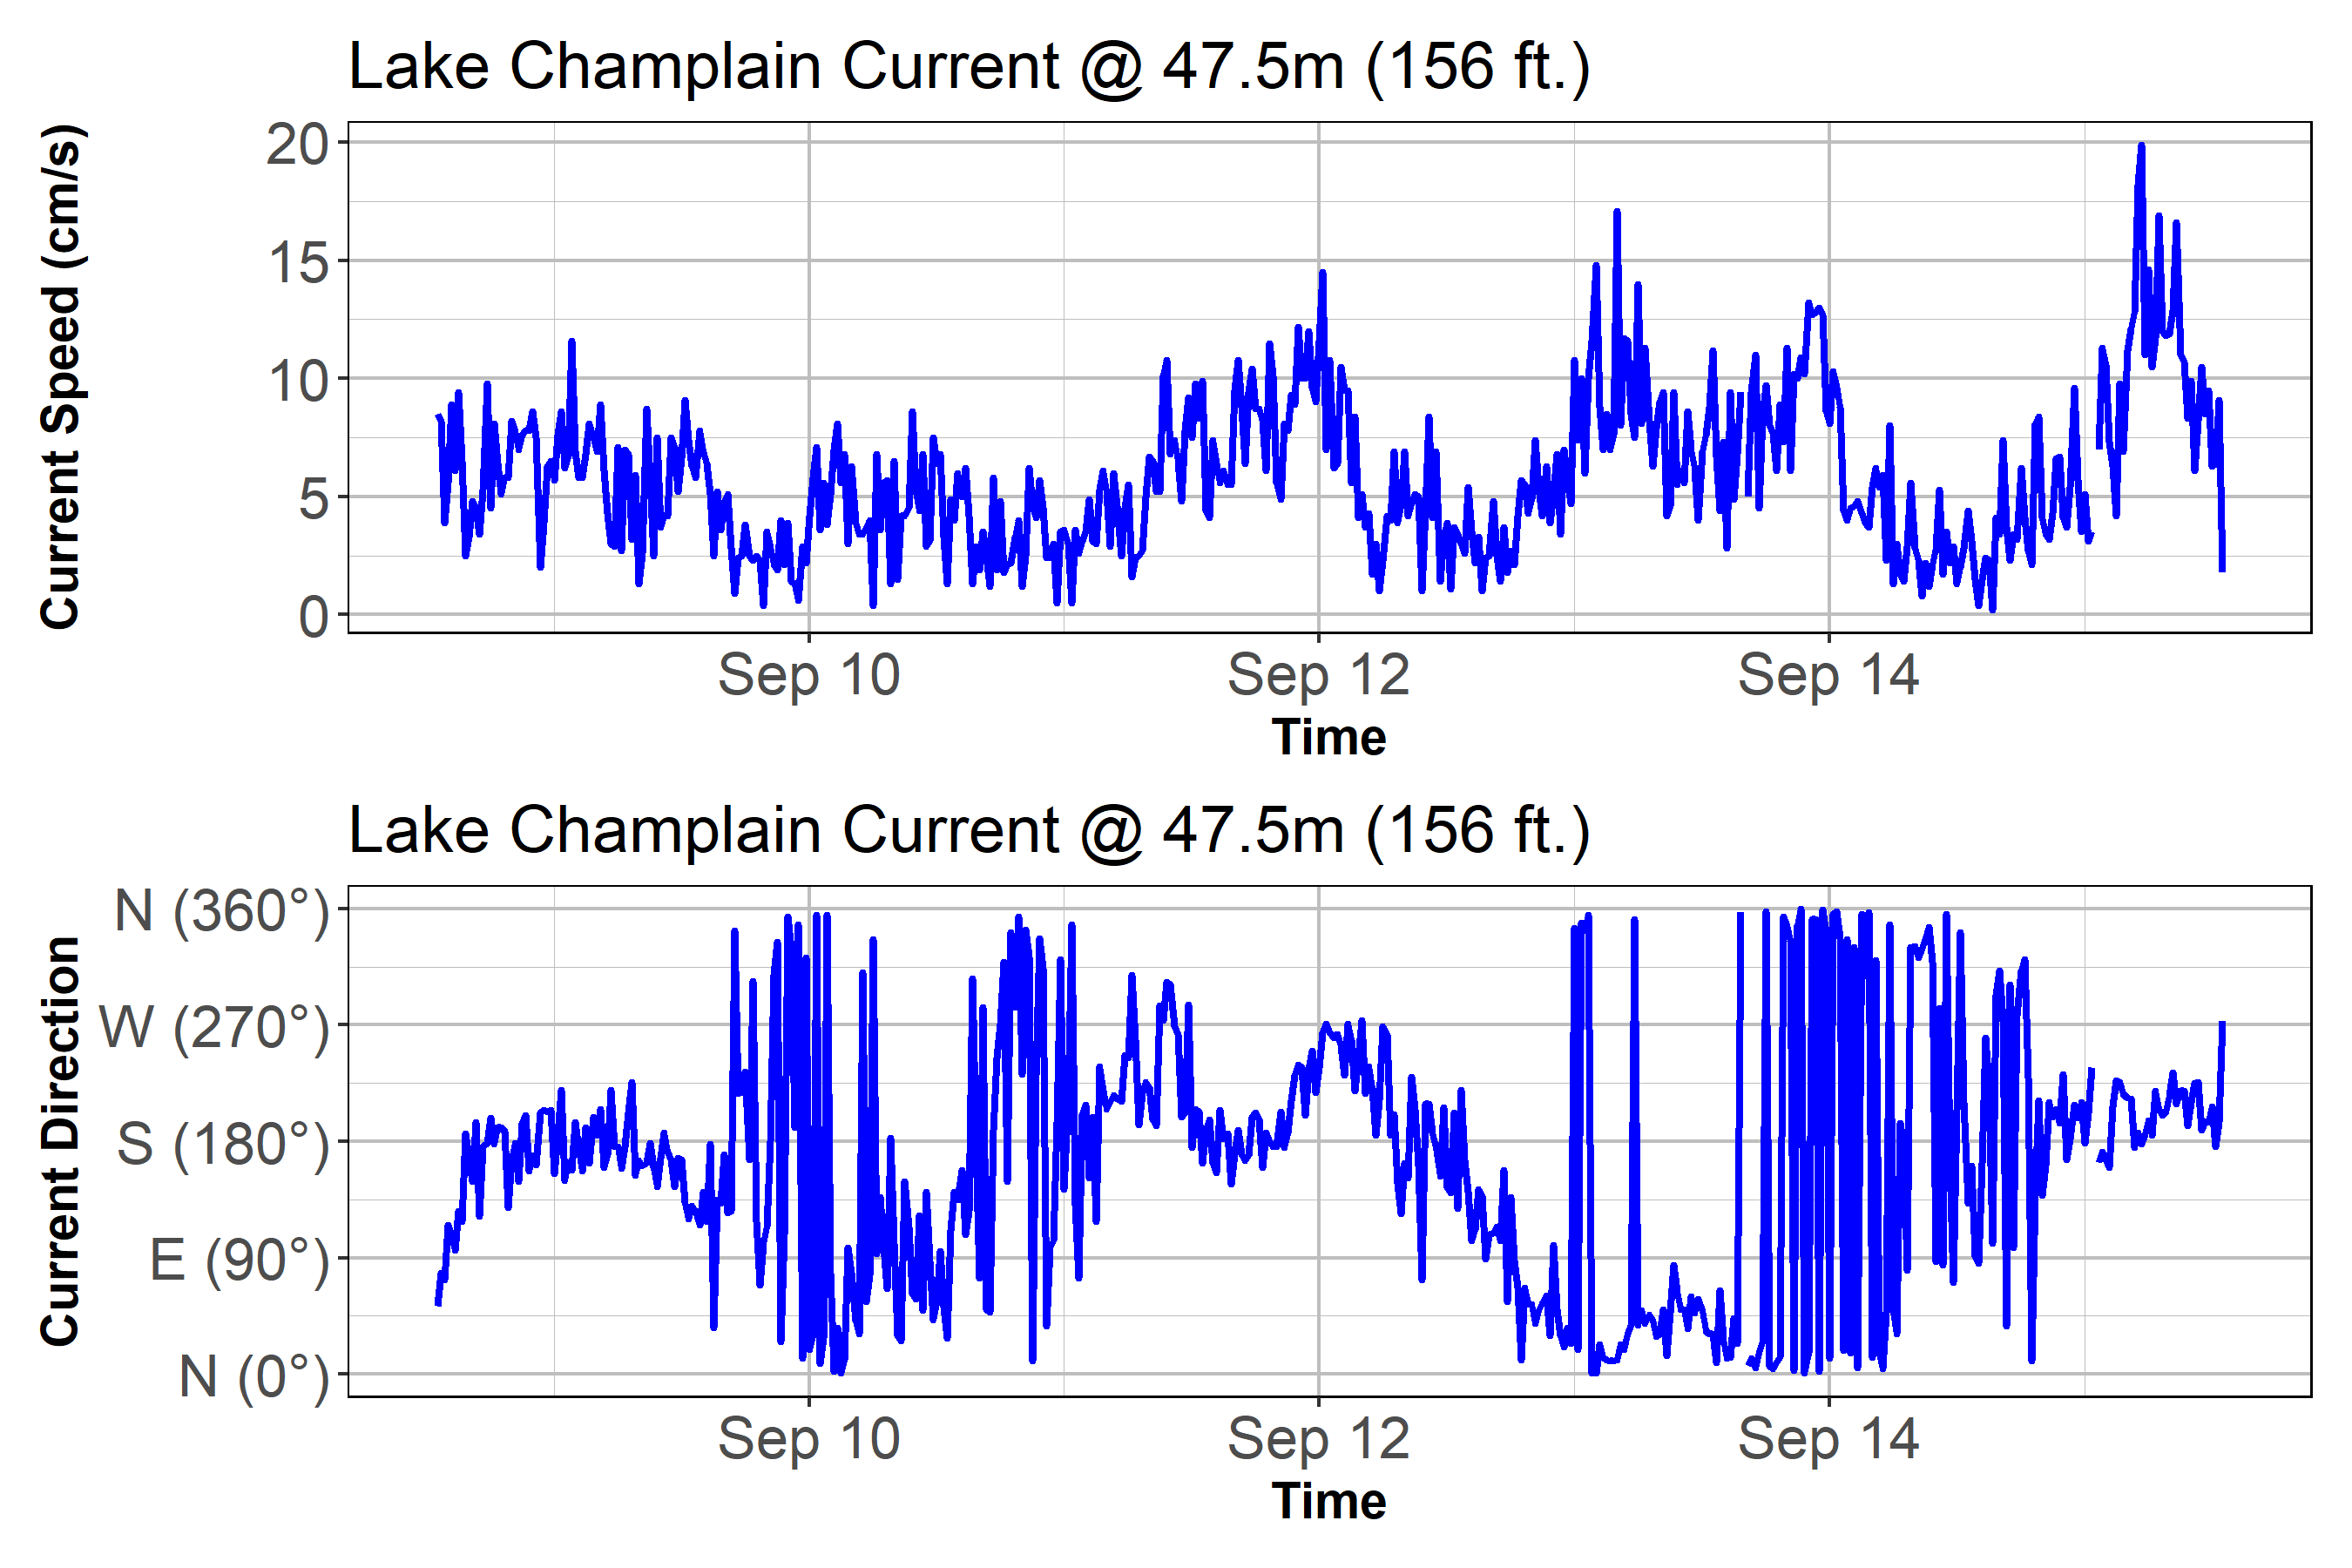 Lake Champlain Current @ 47.5m (156 ft.)
Current Speed (cm/s)
20
15
10
5
0
Sep 10 Sep 12 Sep 14
Time
Lake Champlain Current @ 47.5m (156 ft.)
Current Direction
N (360°)
W (270°)
S (180°)
E (90°)
N (0°)
Sep 10 Sep 12 Sep 14
Time